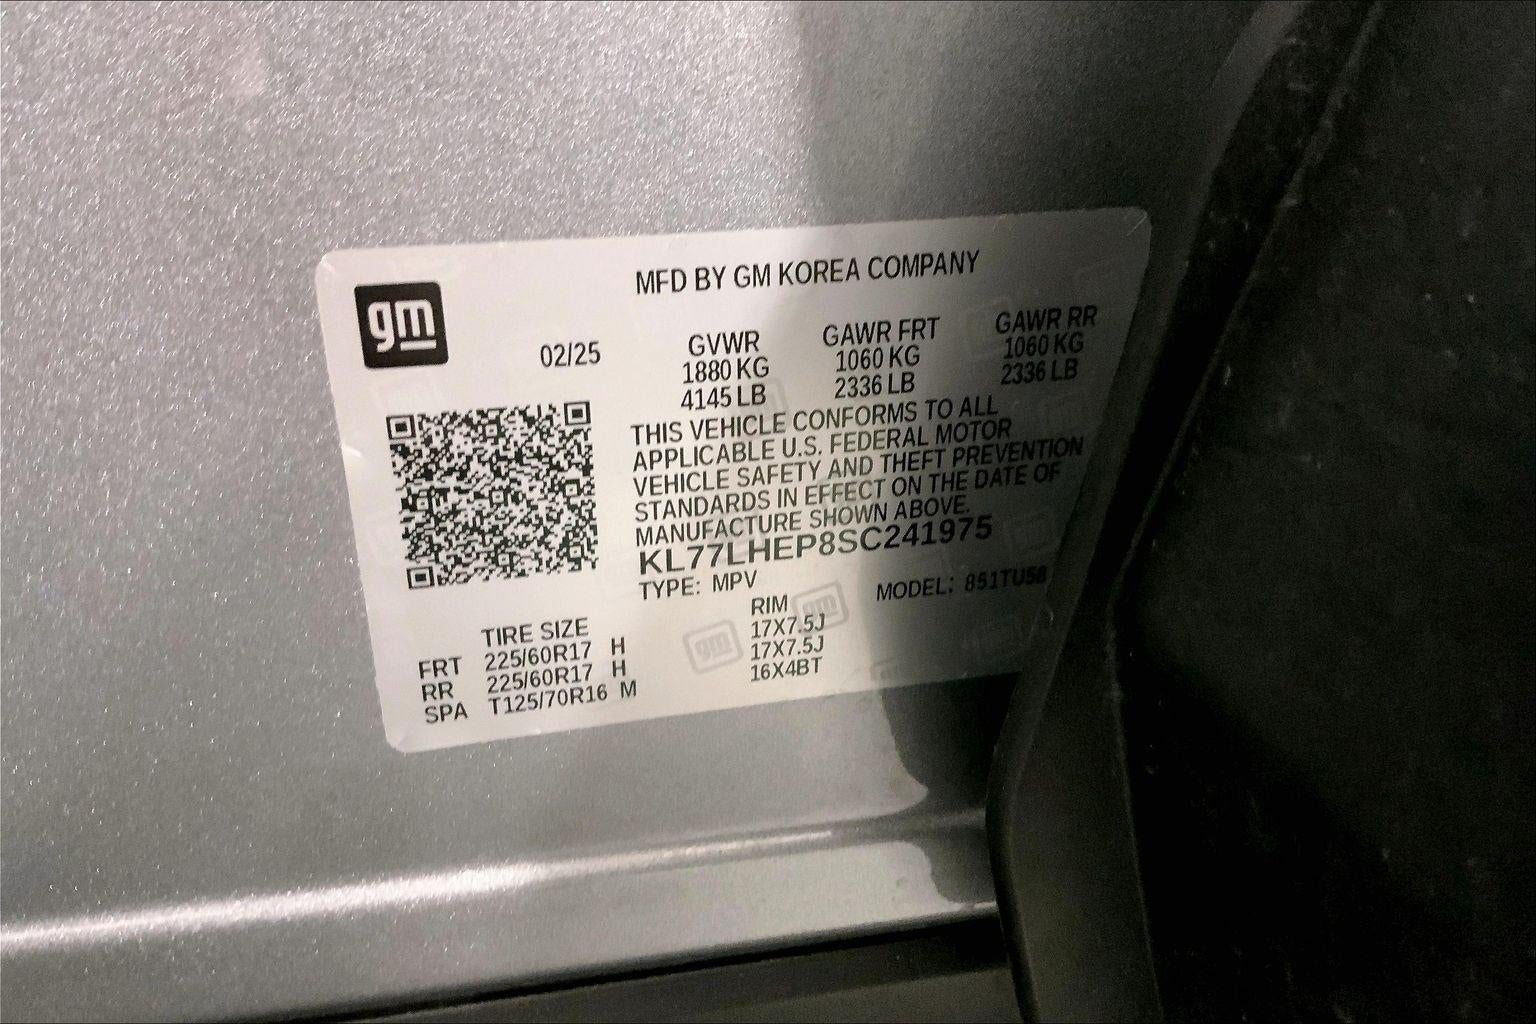 gm
MFD BY GM KOREA COMPANY
02/25
GVWR GAWR FRT GAWR RR
1880 KG 1060 KG 1060 KG
4145 LB 2336 LB 2336 LB
THIS VEHICLE CONFORMS TO ALL
APPLICABLE U.S. FEDERAL MOTOR
VEHICLE SAFETY AND THEFT PREVENTION
STANDARDS IN EFFECT ON THE DATE OF
MANUFACTURE SHOWN ABOVE.
KL77LHEP8SC241975
TYPE: MPV MODEL: 851TU58
TIRE SIZE RIM
FRT 225/60R17 H 17X7.5J
RR 225/60R17 H 17X7.5J
SPA T125/70R16 M 16X4BT
gm
gm